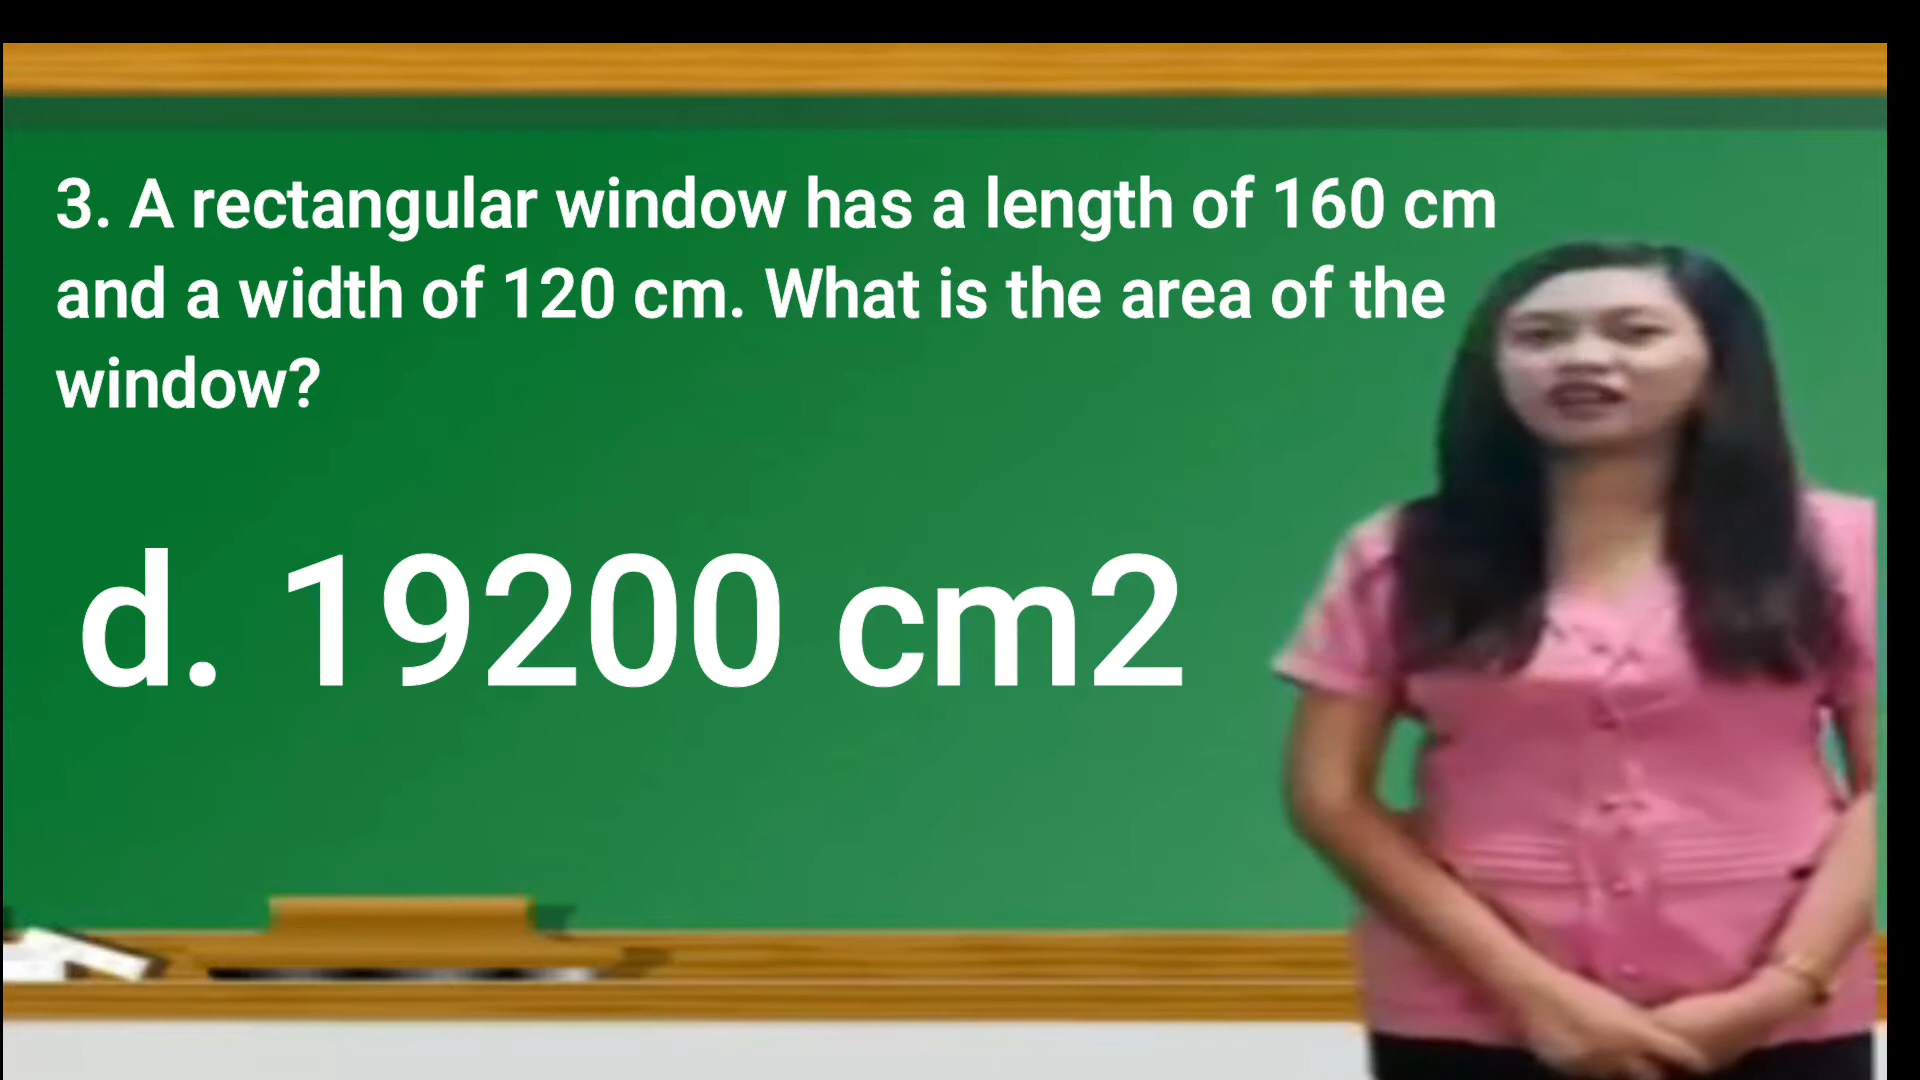 3. A rectangular window has a length of 160 cm
and a width of 120 cm. What is the area of the
window?
d. 19200 cm2